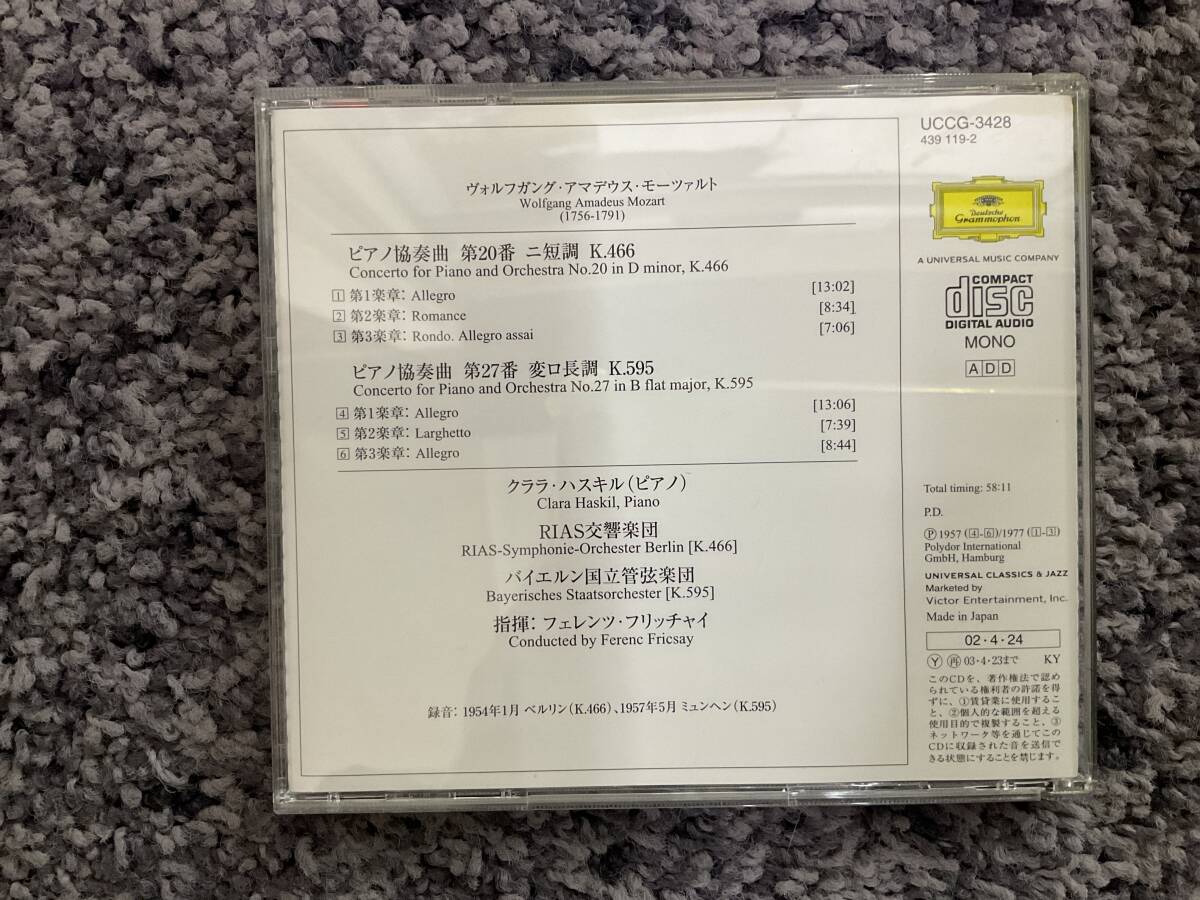 ヴォルフガング・アマデウス・モーツァルト
Wolfgang Amadeus Mozart
(1756-1791)
ピアノ協奏曲 第20番 ニ短調 K.466
Concerto for Piano and Orchestra No.20 in D minor, K.466
1 第1楽章: Allegro [13:02]
2 第2楽章: Romance [8:34]
3 第3楽章: Rondo. Allegro assai [7:06]
ピアノ協奏曲 第27番 変ロ長調 K.595
Concerto for Piano and Orchestra No.27 in B flat major, K.595
4 第1楽章: Allegro [13:06]
5 第2楽章: Larghetto [7:39]
6 第3楽章: Allegro [8:44]
クララ・ハスキル(ピアノ)
Clara Haskil, Piano
RIAS交響楽団
RIAS-Symphonie-Orchester Berlin [K.466]
バイエルン国立管弦楽団
Bayerisches Staatsorchester [K.595]
指揮: フェレンツ・フリッチャイ
Conducted by Ferenc Fricsay
録音: 1954年1月 ベルリン(K.466)、1957年5月 ミュンヘン(K.595)
UCCG-3428
439 119-2
Deutsche
Grammophon
A UNIVERSAL MUSIC COMPANY
COMPACT
disc
DIGITAL AUDIO
MONO
ADD
Total timing: 58:11
P.D.
Ⓟ 1957 (4-6)/1977 (1-3)
Polydor International
GmbH, Hamburg
UNIVERSAL CLASSICS & JAZZ
Marketed by
Victor Entertainment, Inc.
Made in Japan
02・4・24
Ⓨ 再 03・4・23まで KY
このCDを、著作権法で認め
られている権利者の許諾を得
ずに、①賃貸業に使用するこ
と、②個人的な範囲を超える
使用目的で複製すること、③
ネットワーク等を通じてこの
CDに収録された音を送信で
きる状態にすることを禁じます。